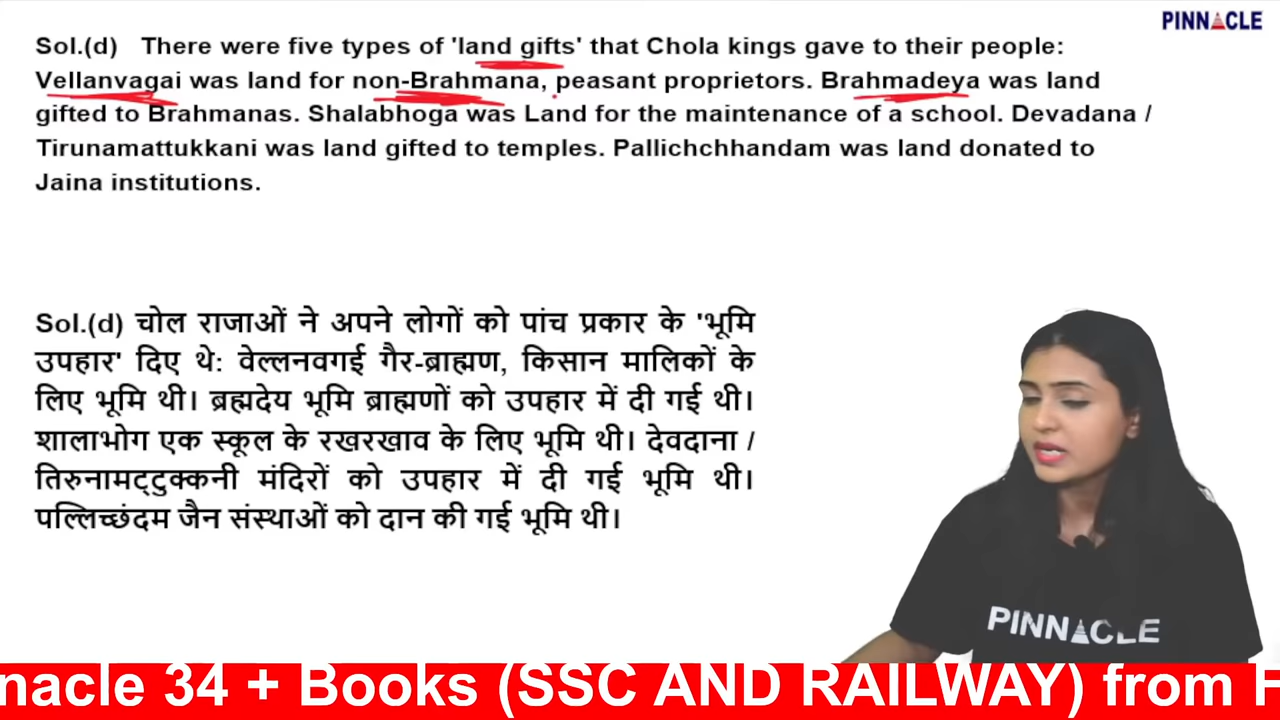 PINNACLE
Sol.(d) There were five types of 'land gifts' that Chola kings gave to their people:
Vellanvagai was land for non-Brahmana, peasant proprietors. Brahmadeya was land
gifted to Brahmanas. Shalabhoga was Land for the maintenance of a school. Devadana /
Tirunamattukkani was land gifted to temples. Pallichchhandam was land donated to
Jaina institutions.
Sol.(d) चोल राजाओं ने अपने लोगों को पांच प्रकार के 'भूमि
उपहार' दिए थे: वेल्लनवगई गैर-ब्राह्मण, किसान मालिकों के
लिए भूमि थी। ब्रह्मदेय भूमि ब्राह्मणों को उपहार में दी गई थी।
शालाभोग एक स्कूल के रखरखाव के लिए भूमि थी। देवदाना /
तिरुनामट्टुक्कनी मंदिरों को उपहार में दी गई भूमि थी।
पल्लिच्छंदम जैन संस्थाओं को दान की गई भूमि थी।
PINNACLE
nacle 34 + Books (SSC AND RAILWAY) from H